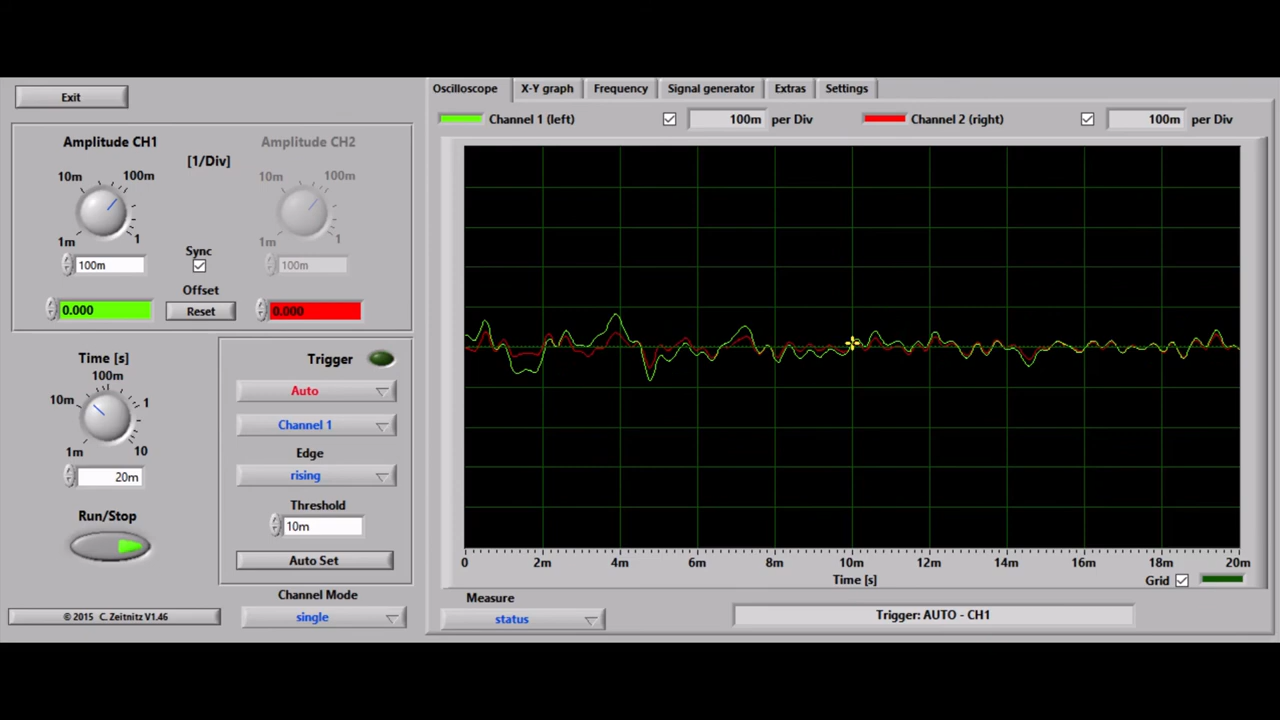 Exit
Amplitude CH1
Amplitude CH2
[1/Div]
10m
100m
10m
100m
1m
1
1m
1
Sync
100m
100m
Offset
0.000
Reset
0.000
Time [s]
100m
10m
1
1m
10
20m
Run/Stop
Trigger
Auto
Channel 1
Edge
rising
Threshold
10m
Auto Set
Channel Mode
single
© 2015 C. Zeitnitz V1.46
Oscilloscope X-Y graph Frequency Signal generator Extras Settings
Channel 1 (left) 100m per Div Channel 2 (right) 100m per Div
0 2m 4m 6m 8m 10m 12m 14m 16m 18m 20m
Time [s]
Grid
Measure
status
Trigger: AUTO - CH1